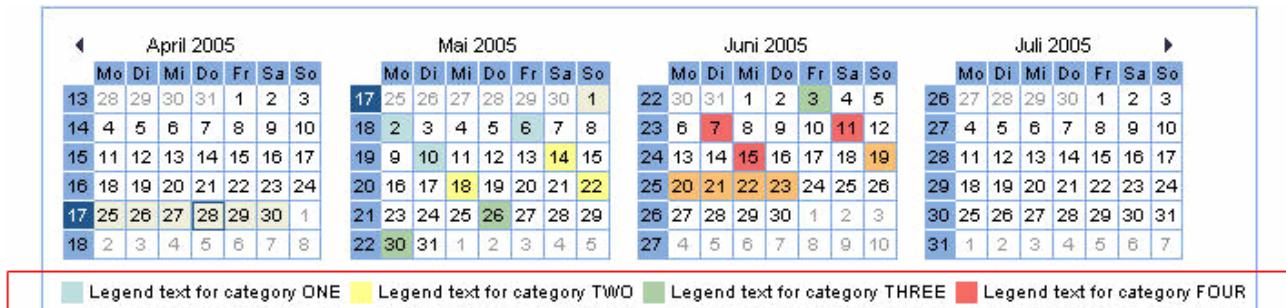 April 2005 Mai 2005 Juni 2005 Juli 2005
Mo Di Mi Do Fr Sa So Mo Di Mi Do Fr Sa So Mo Di Mi Do Fr Sa So Mo Di Mi Do Fr Sa So
13 28 29 30 31 1 2 3 17 25 26 27 28 29 30 1 22 30 31 1 2 3 4 5 26 27 28 29 30 1 2 3
14 4 5 6 7 8 9 10 18 2 3 4 5 6 7 8 23 6 7 8 9 10 11 12 27 4 5 6 7 8 9 10
15 11 12 13 14 15 16 17 19 9 10 11 12 13 14 15 24 13 14 15 16 17 18 19 28 11 12 13 14 15 16 17
16 18 19 20 21 22 23 24 20 16 17 18 19 20 21 22 25 20 21 22 23 24 25 26 29 18 19 20 21 22 23 24
17 25 26 27 28 29 30 1 21 23 24 25 26 27 28 29 26 27 28 29 30 1 2 3 30 25 26 27 28 29 30 31
18 2 3 4 5 6 7 8 22 30 31 1 2 3 4 5 27 4 5 6 7 8 9 10 31 1 2 3 4 5 6 7
Legend text for category ONE Legend text for category TWO Legend text for category THREE Legend text for category FOUR